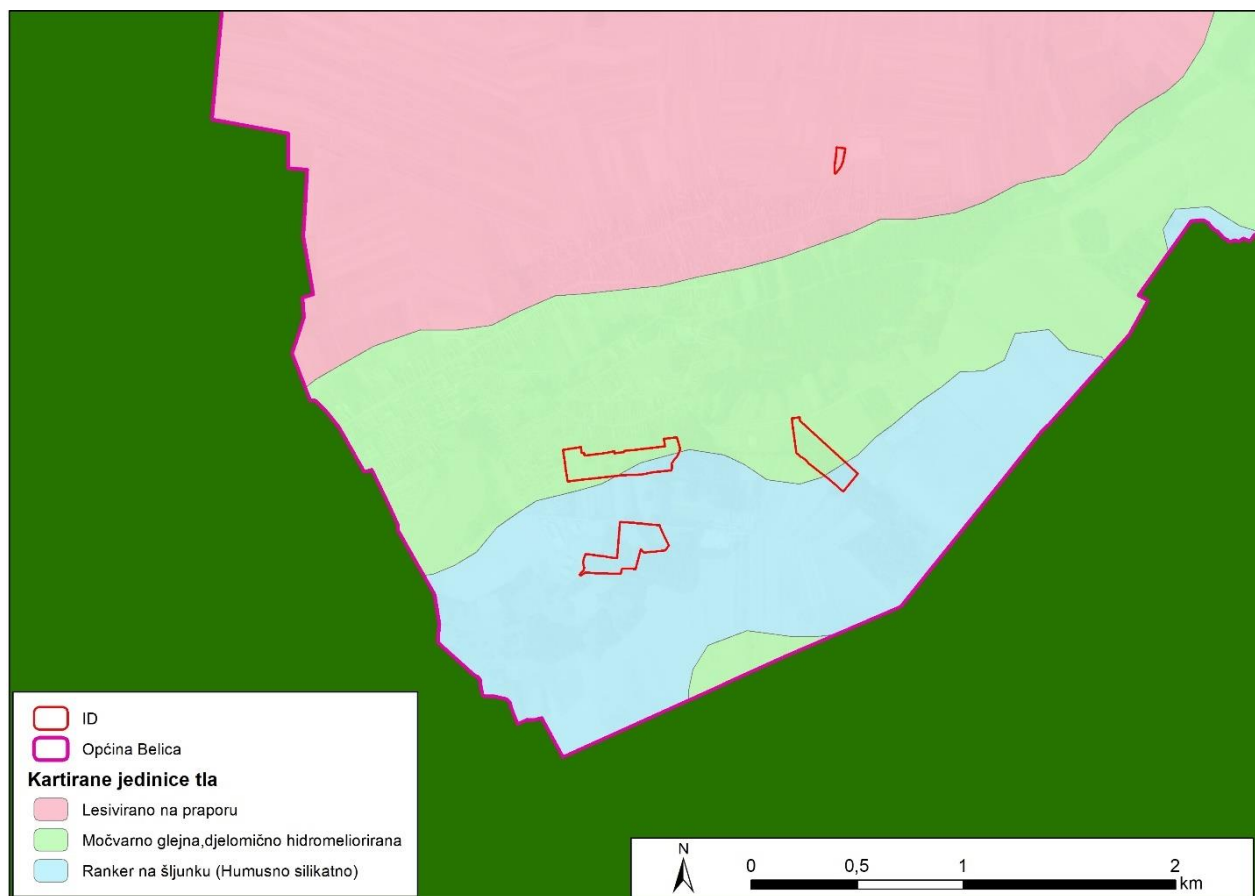 ID
Općina Belica
Kartirane jedinice tla
Lesivirano na praporu
Močvarno glejna,djelomično hidromeliorirana
Ranker na šljunku (Humusno silikatno)
N
0 0,5 1 2
km